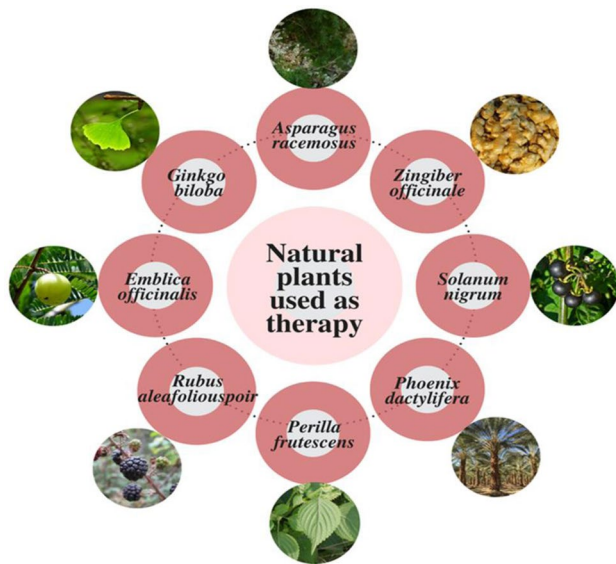 Asparagus
racemosus
Zingiber
officinale
Solanum
nigrum
Phoenix
dactylifera
Perilla
frutescens
Rubus
aleafoliouspoir
Emblica
officinalis
Ginkgo
biloba
Natural
plants
used as
therapy